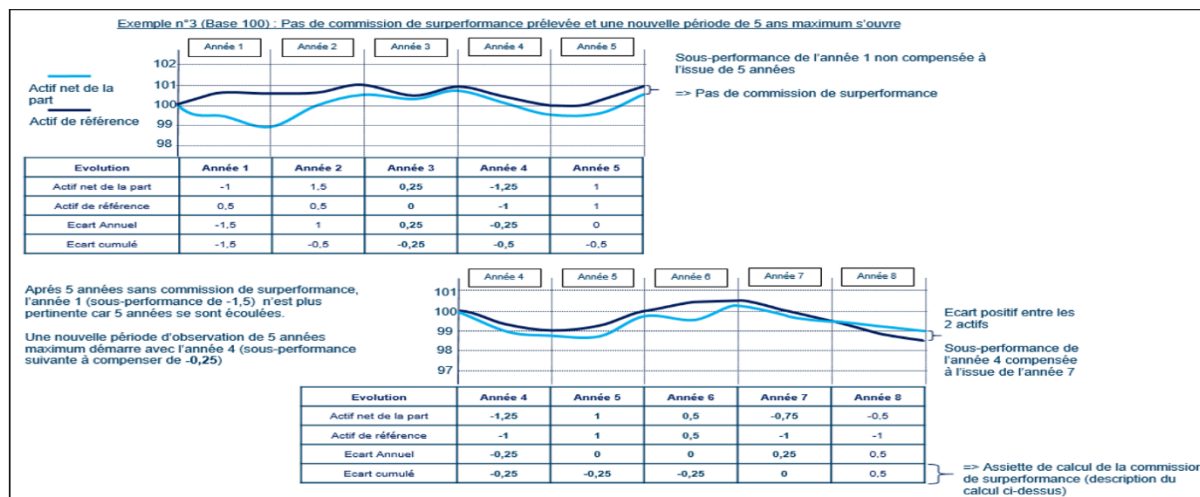 Exemple n°3 (Base 100) : Pas de commission de surperformance prélevée et une nouvelle période de 5 ans maximum s'ouvre
Année 1 Année 2 Année 3 Année 4 Année 5
102
101
100
99
98
Actif net de la
part
Actif de référence
Sous-performance de l'année 1 non compensée à
l'issue de 5 années
=> Pas de commission de surperformance
Evolution Année 1 Année 2 Année 3 Année 4 Année 5
Actif net de la part -1 1,5 0,25 -1,25 1
Actif de référence 0,5 0,5 0 -1 1
Ecart Annuel -1,5 1 0,25 -0,25 0
Ecart cumulé -1,5 -0,5 -0,25 -0,5 -0,5
Aprés 5 années sans commission de surperformance,
l'année 1 (sous-performance de -1,5) n'est plus
pertinente car 5 années se sont écoulées.
Une nouvelle période d'observation de 5 années
maximum démarre avec l'année 4 (sous-performance
suivante à compenser de -0,25)
Année 4 Année 5 Année 6 Année 7 Année 8
101
100
99
98
97
Ecart positif entre les
2 actifs
Sous-performance de
l'année 4 compensée
à l'issue de l'année 7
Evolution Année 4 Année 5 Année 6 Année 7 Année 8
Actif net de la part -1,25 1 0,5 -0,75 -0.5
Actif de référence -1 1 0,5 -1 -1
Ecart Annuel -0,25 0 0 0,25 0,5
Ecart cumulé -0,25 -0,25 -0,25 0 0,5
=> Assiette de calcul de la commission
de surperformance (description du
calcul ci-dessus)